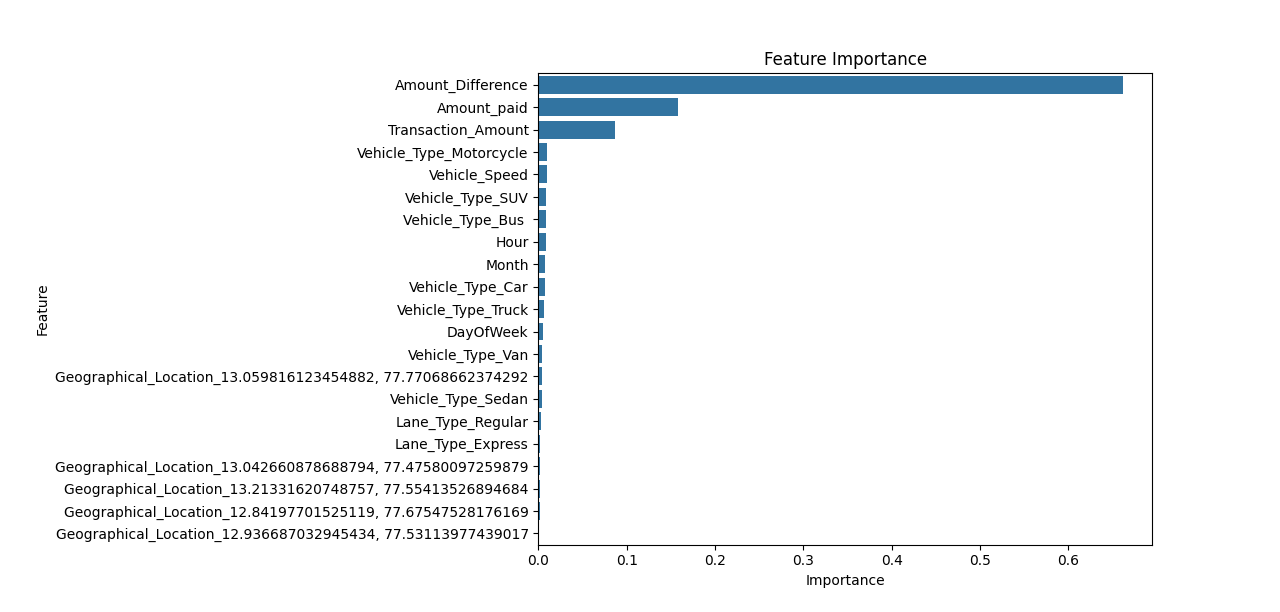 Feature Importance
Amount_Difference
Amount_paid
Transaction_Amount
Vehicle_Type_Motorcycle
Vehicle_Speed
Vehicle_Type_SUV
Vehicle_Type_Bus
Hour
Month
Vehicle_Type_Car
Vehicle_Type_Truck
DayOfWeek
Vehicle_Type_Van
Geographical_Location_13.059816123454882, 77.77068662374292
Vehicle_Type_Sedan
Lane_Type_Regular
Lane_Type_Express
Geographical_Location_13.042660878688794, 77.47580097259879
Geographical_Location_13.21331620748757, 77.55413526894684
Geographical_Location_12.84197701525119, 77.67547528176169
Geographical_Location_12.936687032945434, 77.53113977439017
Feature
0.0 0.1 0.2 0.3 0.4 0.5 0.6
Importance